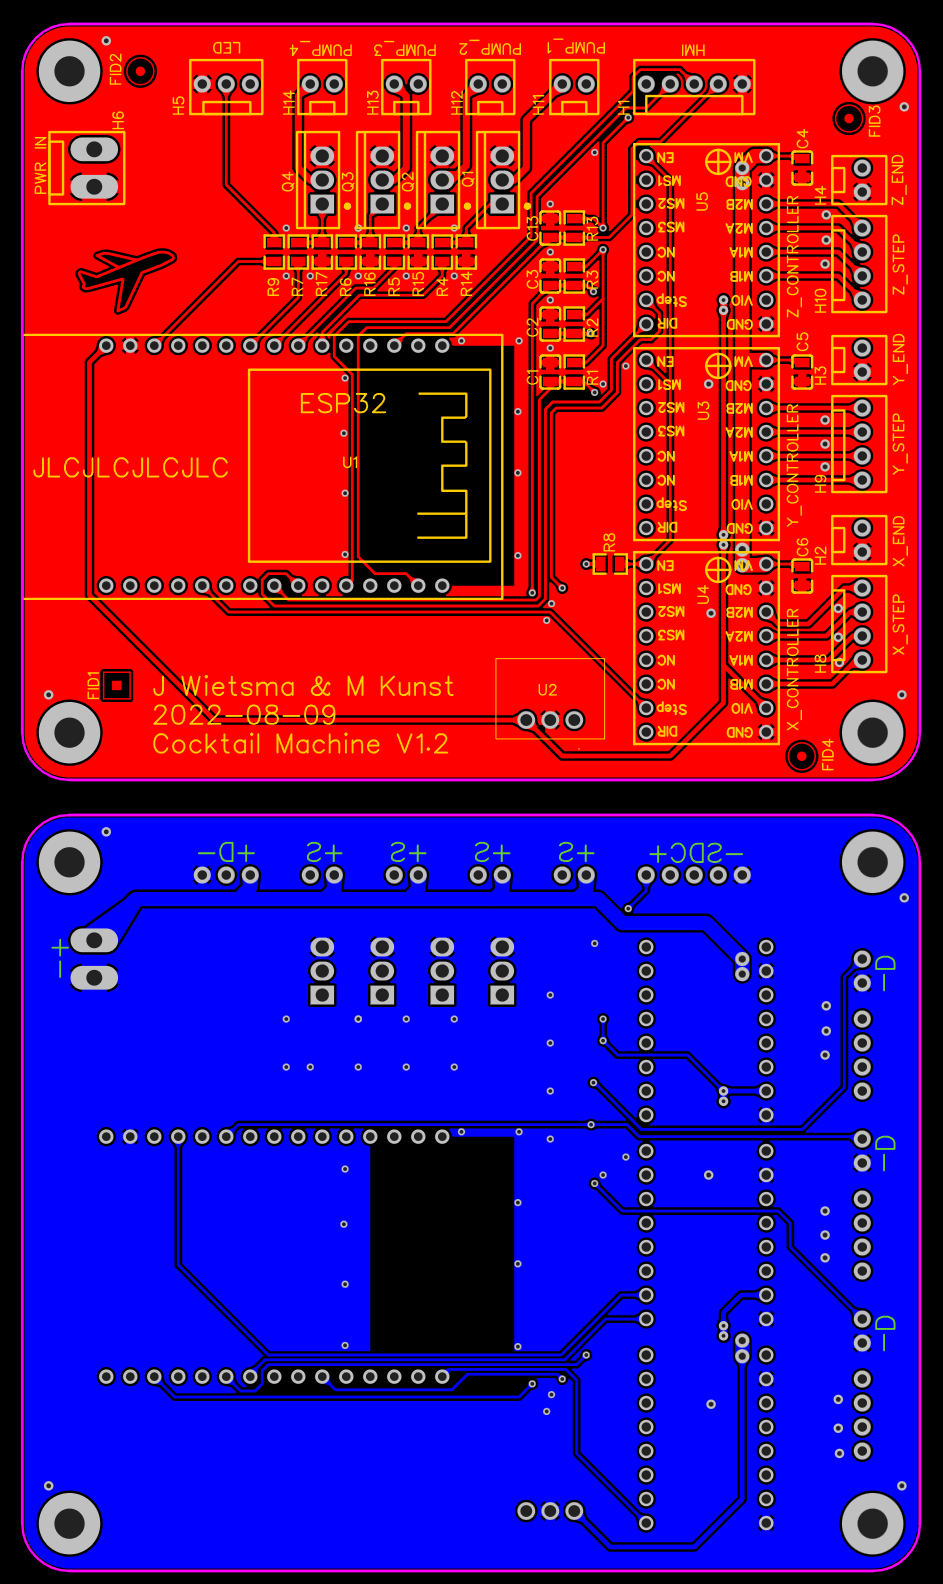 LED
PUMP_4
PUMP_3
PUMP_2
PUMP_1
HMI
FID2
H5
H14
H13
H12
H11
H1
FID3
H6
PWR IN
Q4
Q3
Q2
Q1
EN
MS1
MS2
MS3
NC
NC
Step
DIR
U5
VM
GND
M2B
M2A
M1A
M1B
VIO
GND
Z_CONTROLLER
C4
H4
Z_END
H10
Z_STEP
C13
R13
C3
R3
C2
R2
C1
R1
R9
R7
R17
R6
R16
R5
R15
R4
R14
EN
MS1
MS2
MS3
NC
NC
Step
DIR
U3
VM
GND
M2B
M2A
M1A
M1B
VIO
GND
Y_CONTROLLER
C5
H3
Y_END
H9
Y_STEP
ESP32
U1
JLCJLCJLCJLC
R8
EN
MS1
MS2
MS3
NC
NC
Step
DIR
U4
VM
GND
M2B
M2A
M1A
M1B
VIO
GND
X_CONTROLLER
C6
H2
X_END
H8
X_STEP
FID1
J Wietsma & M Kunst
2022-08-09
Cocktail Machine V1.2
U2
FID4
-D+
S+
S+
S+
S+
+CDS-
-+
-D
-D
-D